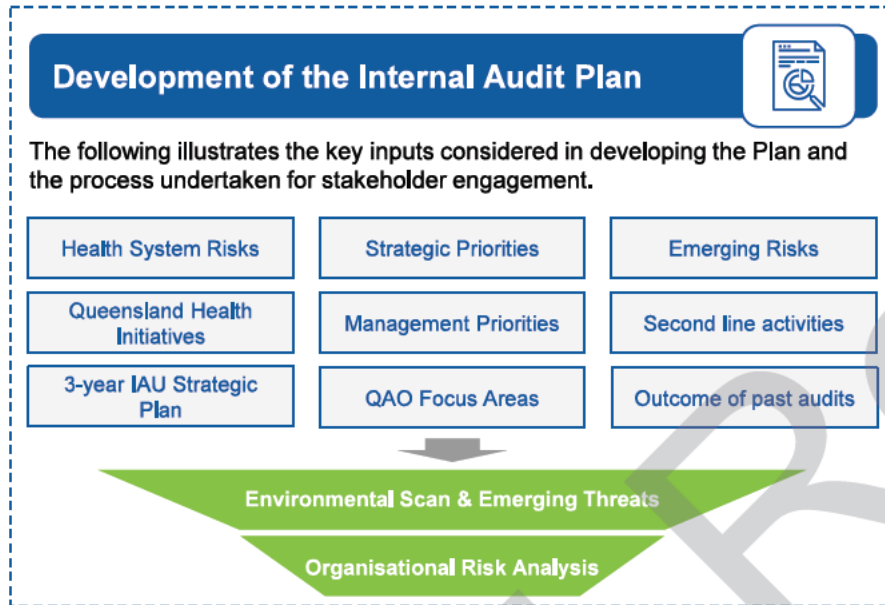 Development of the Internal Audit Plan
The following illustrates the key inputs considered in developing the Plan and
the process undertaken for stakeholder engagement.
Health System Risks
Strategic Priorities
Emerging Risks
Queensland Health
Initiatives
Management Priorities
Second line activities
3-year IAU Strategic
Plan
QAO Focus Areas
Outcome of past audits
Environmental Scan & Emerging Threats
Organisational Risk Analysis